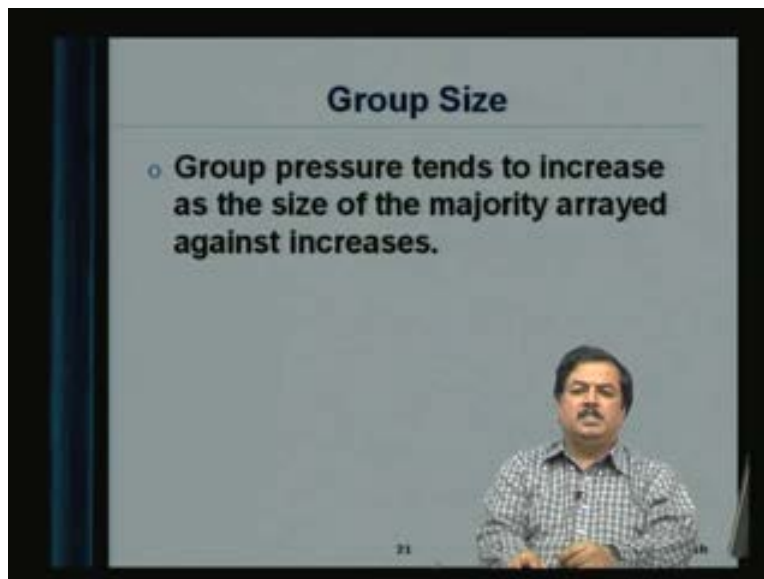 Group Size
Group pressure tends to increase
as the size of the majority arrayed
against increases.
21